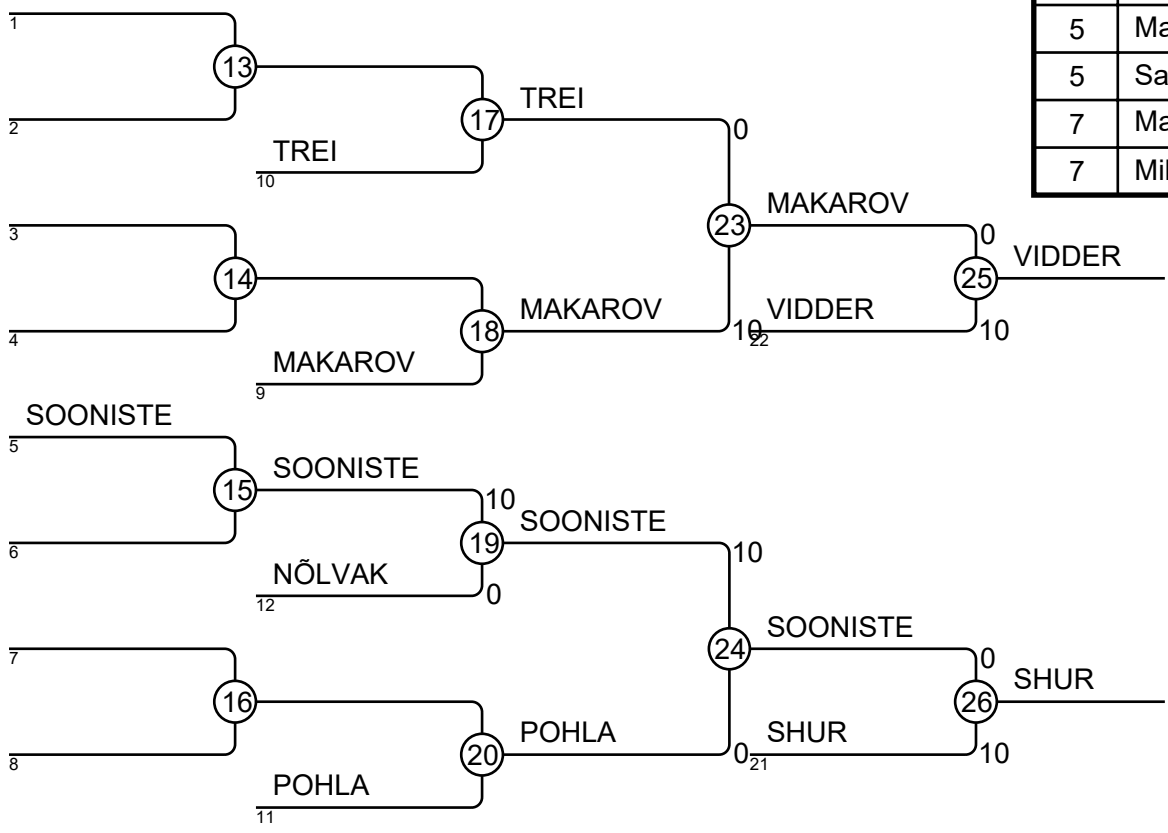 1
13
2
TREI
17
TREI
10
0
3
14
4
MAKAROV
18
MAKAROV
9
10
23
MAKAROV
0
VIDDER
22
25
VIDDER
10
SOONISTE
5
15
6
SOONISTE
10
19
SOONISTE
NÕLVAK
12
0
10
7
16
8
POHLA
20
POHLA
11
0
24
SOONISTE
0
SHUR
21
26
SHUR
10
5
5
7
7